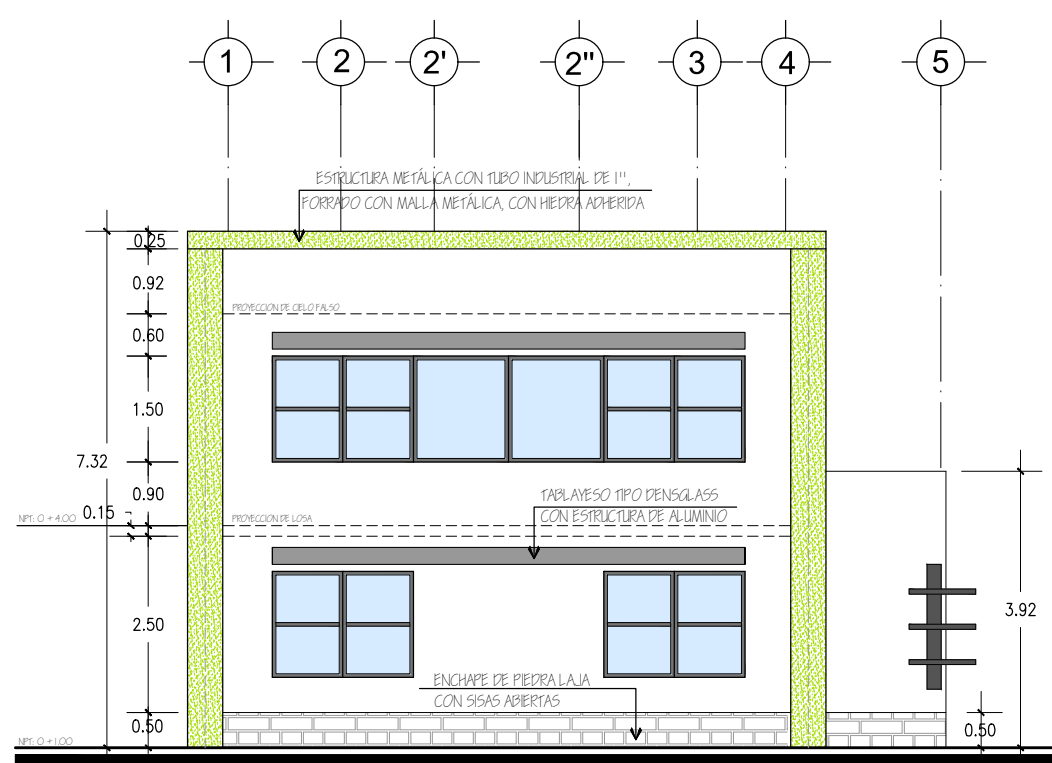 1 2 2' 2'' 3 4 5
ESTRUCTURA METÁLICA CON TUBO INDUSTRIAL DE 1'',
FORRADO CON MALLA METÁLICA, CON HIEDRA ADHERIDA
0.25
0.92
PROYECCION DE CIELO FALSO
0.60
1.50
7.32
0.90
TABLAYESO TIPO DENSGLASS
CON ESTRUCTURA DE ALUMINIO
0.15
NPT: 0 + 4.00
PROYECCION DE LOSA
3.92
2.50
ENCHAPE DE PIEDRA LAJA
CON SISAS ABIERTAS
0.50
0.50
NPT: 0 + 1.00